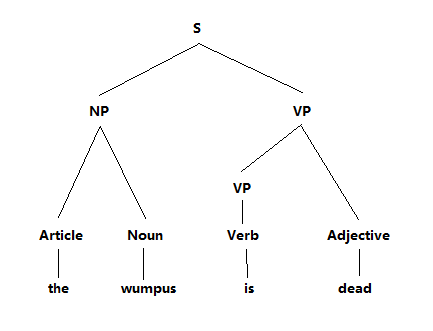 S
NP VP
VP
Article Noun Verb Adjective
the wumpus is dead